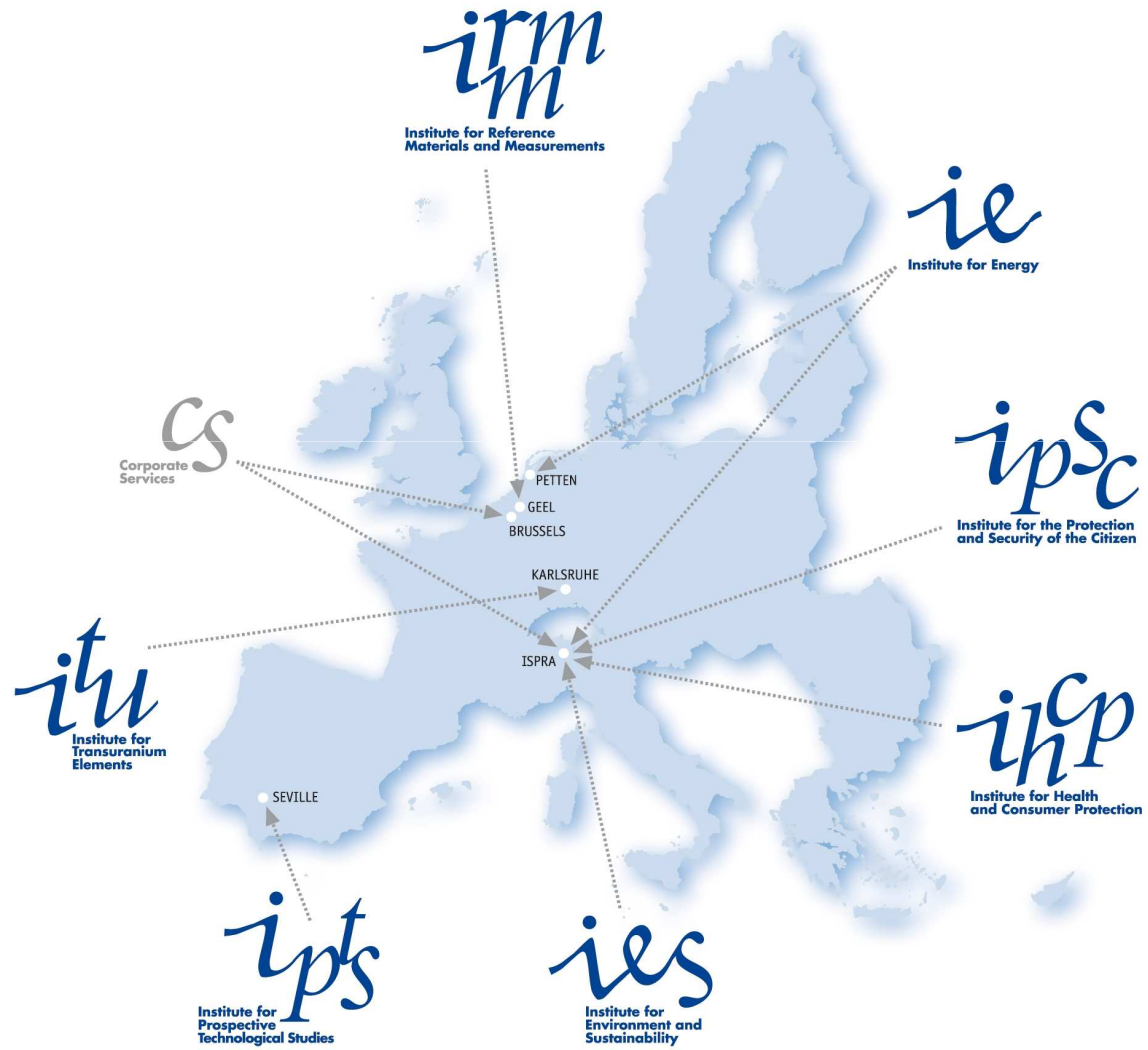 irmm
Institute for Reference
Materials and Measurements
ie
Institute for Energy
cs
Corporate
Services
ipsc
Institute for the Protection
and Security of the Citizen
PETTEN
GEEL
BRUSSELS
KARLSRUHE
ISPRA
itu
Institute for
Transuranium
Elements
ihcp
Institute for Health
and Consumer Protection
SEVILLE
ipts
Institute for
Prospective
Technological Studies
ies
Institute for
Environment and
Sustainability